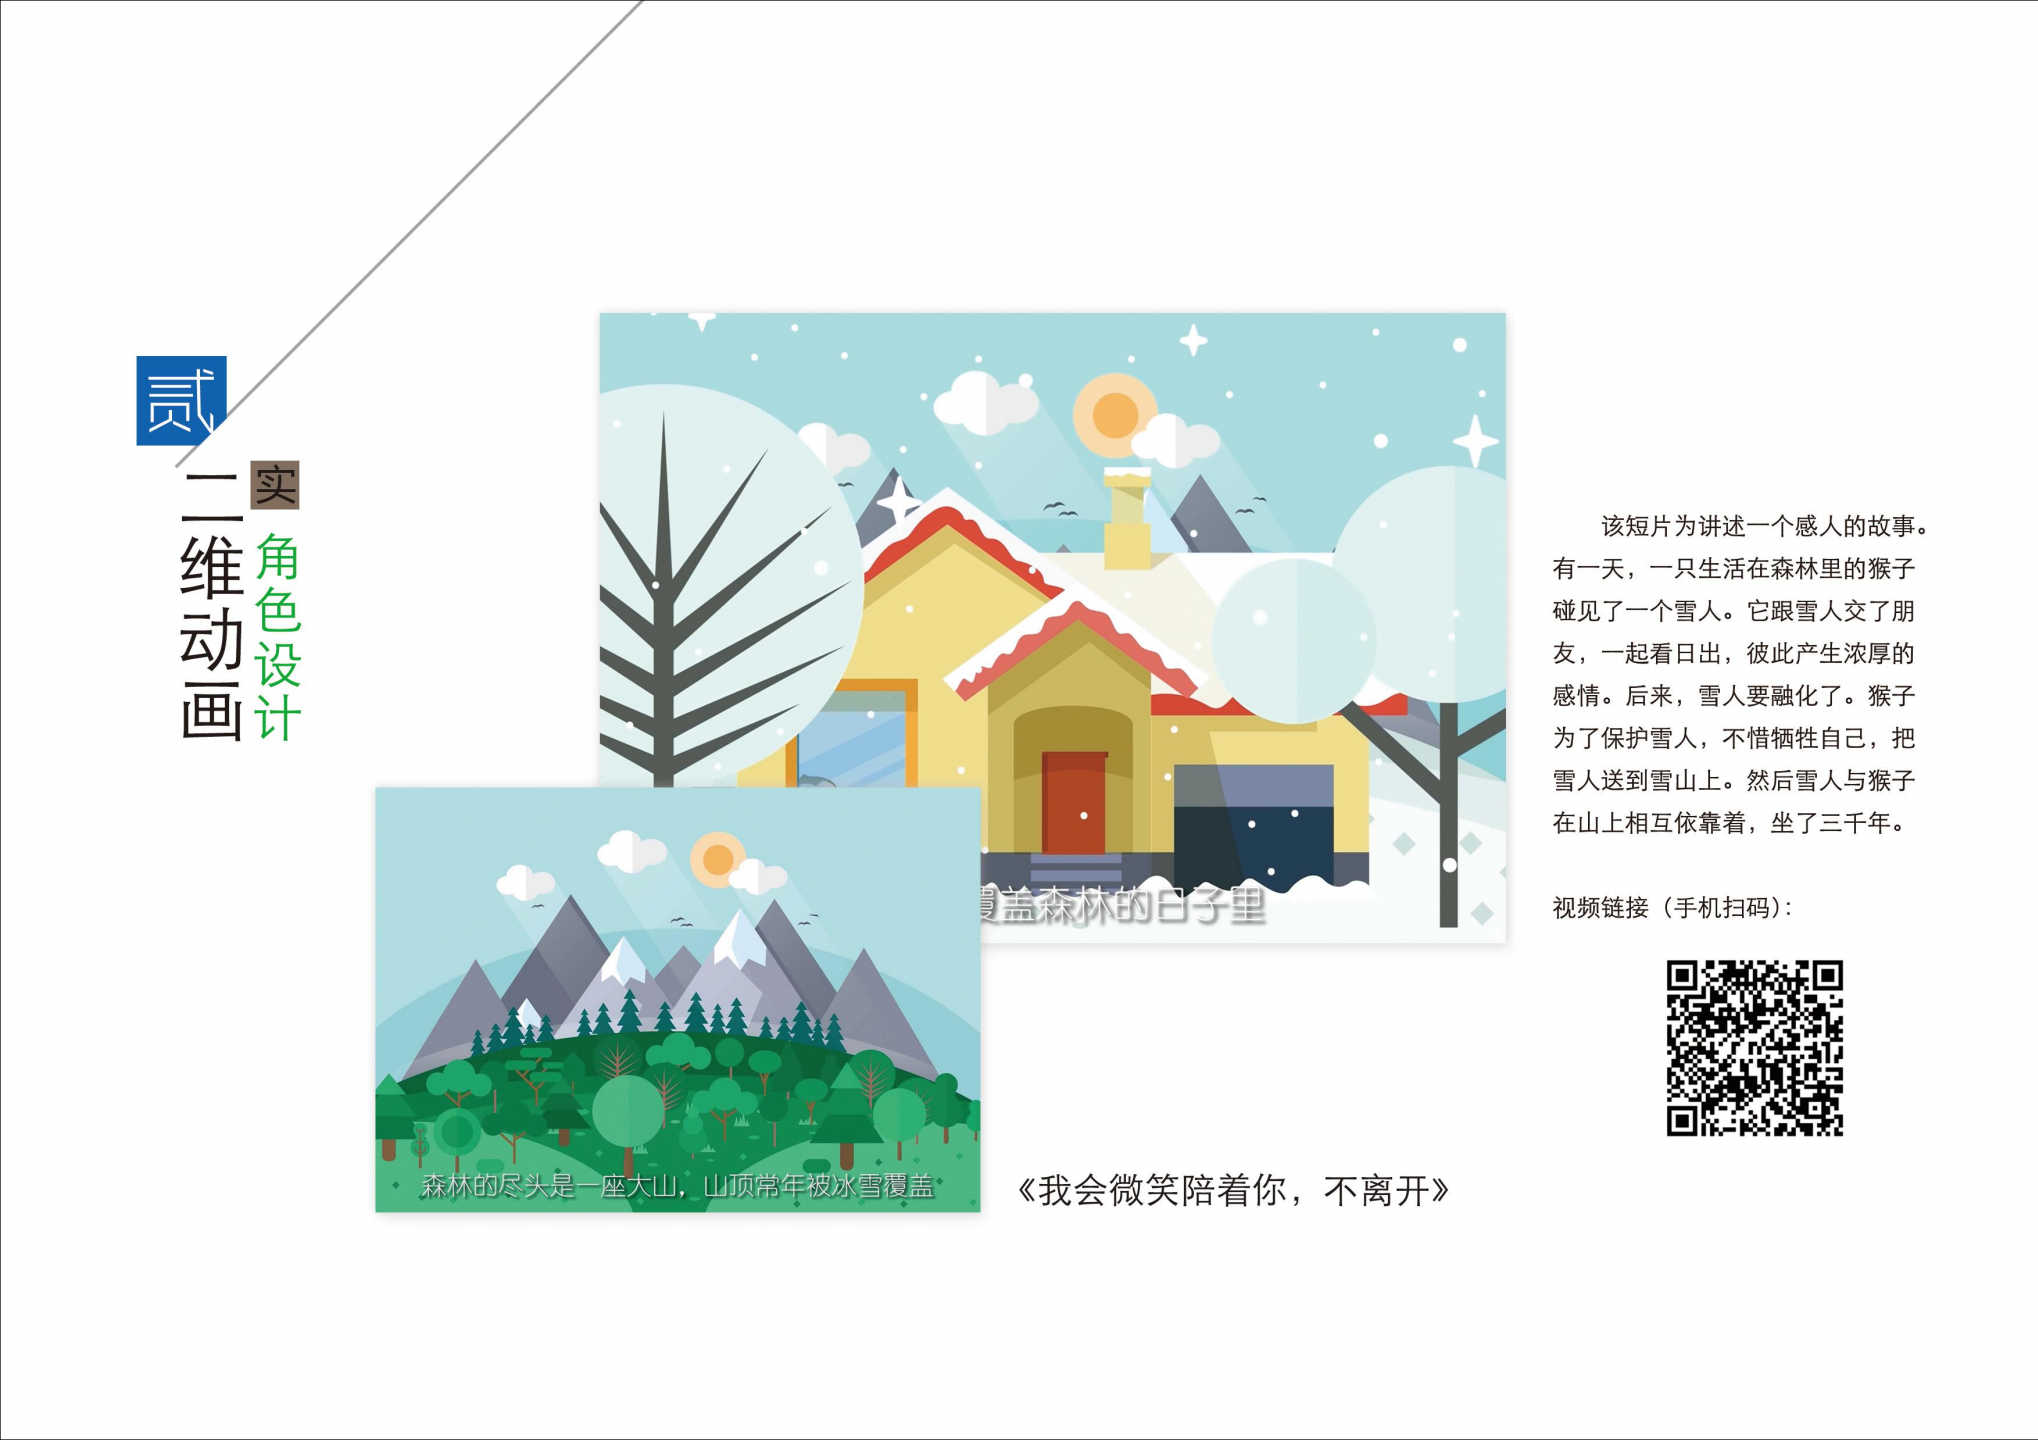 贰
二维动画
实
角色设计
该短片为讲述一个感人的故事。
有一天，一只生活在森林里的猴子
碰见了一个雪人。它跟雪人交了朋
友，一起看日出，彼此产生浓厚的
感情。后来，雪人要融化了。猴子
为了保护雪人，不惜牺牲自己，把
雪人送到雪山上。然后雪人与猴子
在山上相互依靠着，坐了三千年。
视频链接（手机扫码）：
覆盖森林的日子里
森林的尽头是一座大山，山顶常年被冰雪覆盖
《我会微笑陪着你，不离开》